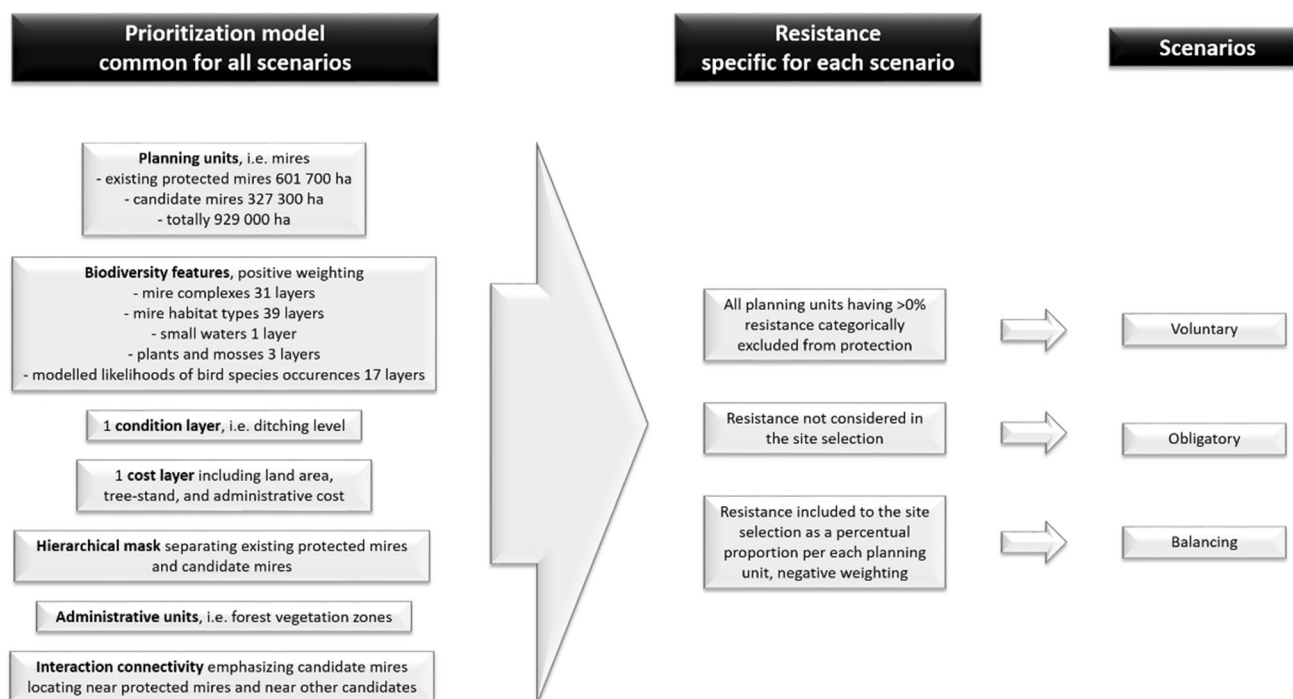 Prioritization model
common for all scenarios
Resistance
specific for each scenario
Scenarios
Planning units, i.e. mires
- existing protected mires 601 700 ha
- candidate mires 327 300 ha
- totally 929 000 ha
Biodiversity features, positive weighting
- mire complexes 31 layers
- mire habitat types 39 layers
- small waters 1 layer
- plants and mosses 3 layers
- modelled likelihoods of bird species occurences 17 layers
1 condition layer, i.e. ditching level
1 cost layer including land area,
tree-stand, and administrative cost
Hierarchical mask separating existing protected mires
and candidate mires
Administrative units, i.e. forest vegetation zones
Interaction connectivity emphasizing candidate mires
locating near protected mires and near other candidates
All planning units having >0%
resistance categorically
excluded from protection
Voluntary
Resistance not considered in
the site selection
Obligatory
Resistance included to the site
selection as a percentual
proportion per each planning
unit, negative weighting
Balancing